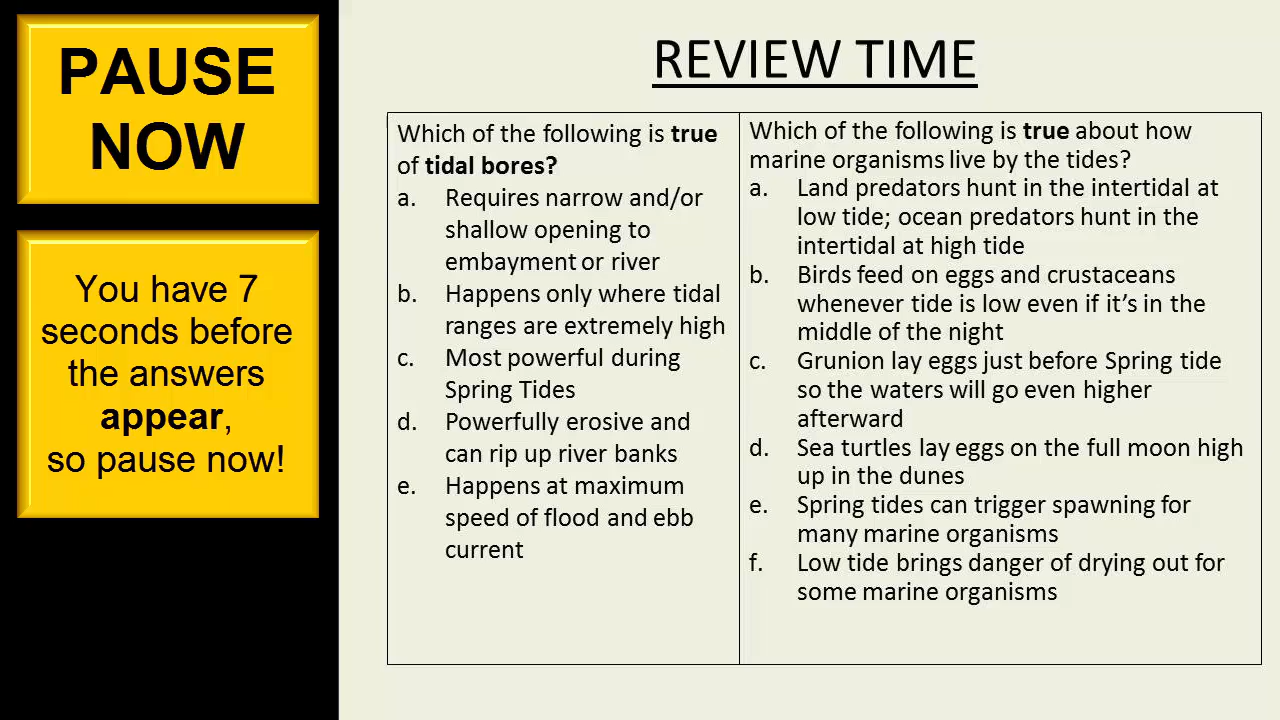 PAUSE
NOW
You have 7
seconds before
the answers
appear,
so pause now!
REVIEW TIME
Which of the following is true
of tidal bores?
a. Requires narrow and/or
shallow opening to
embayment or river
b. Happens only where tidal
ranges are extremely high
c. Most powerful during
Spring Tides
d. Powerfully erosive and
can rip up river banks
e. Happens at maximum
speed of flood and ebb
current
Which of the following is true about how
marine organisms live by the tides?
a. Land predators hunt in the intertidal at
low tide; ocean predators hunt in the
intertidal at high tide
b. Birds feed on eggs and crustaceans
whenever tide is low even if it’s in the
middle of the night
c. Grunion lay eggs just before Spring tide
so the waters will go even higher
afterward
d. Sea turtles lay eggs on the full moon high
up in the dunes
e. Spring tides can trigger spawning for
many marine organisms
f. Low tide brings danger of drying out for
some marine organisms